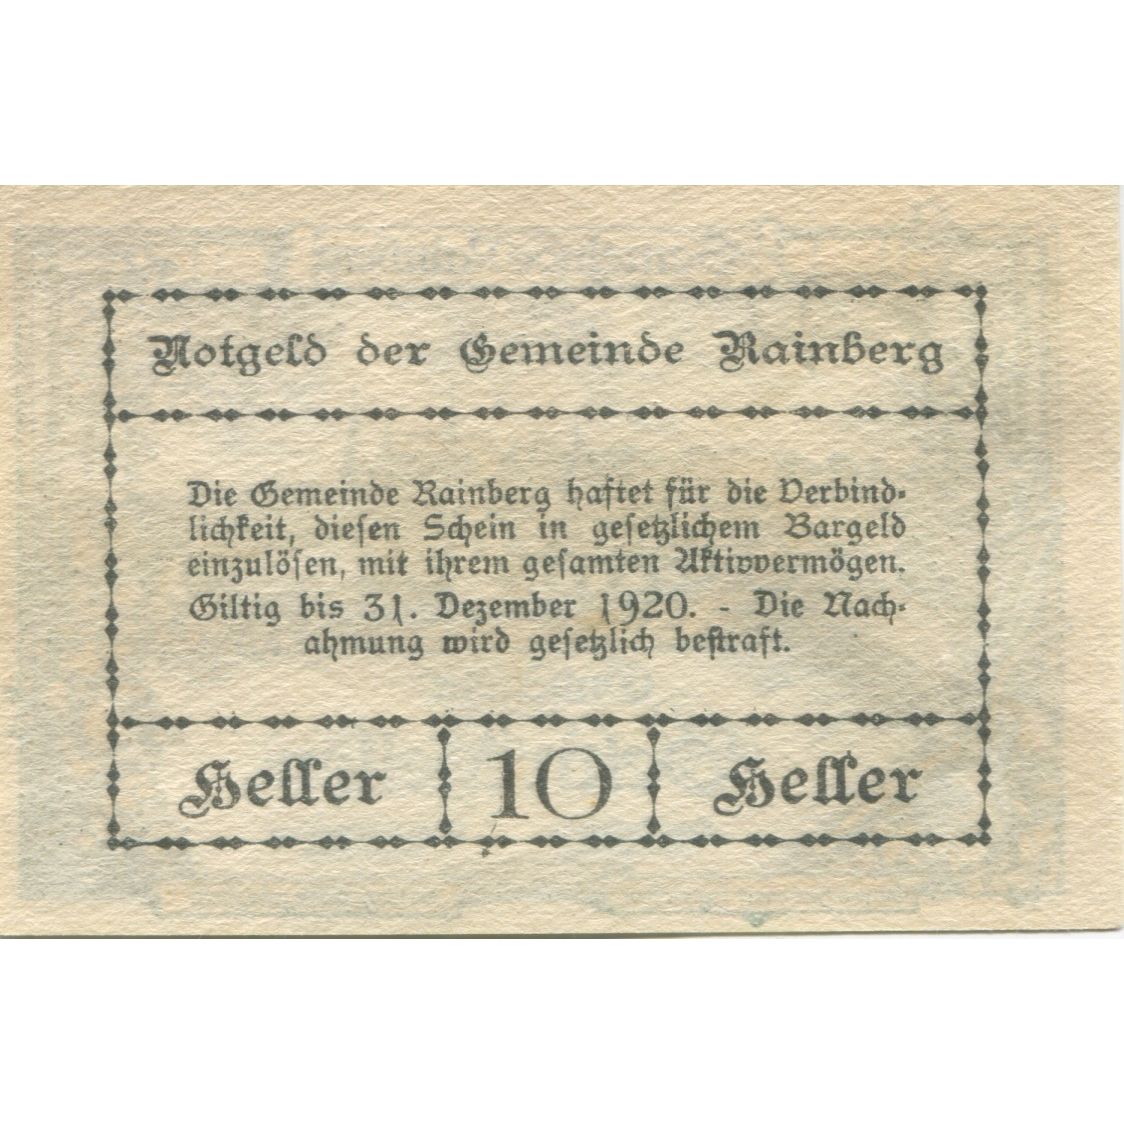 Notgeld der Gemeinde Rainberg
Die Gemeinde Rainberg haftet für die Verbind-
lichkeit, diesen Schein in gesetzlichem Bargeld
einzulösen, mit ihrem gesamten Aktivvermögen.
Giltig bis 31. Dezember 1920. - Die Nach-
ahmung wird gesetzlich bestraft.
Heller 10 Heller